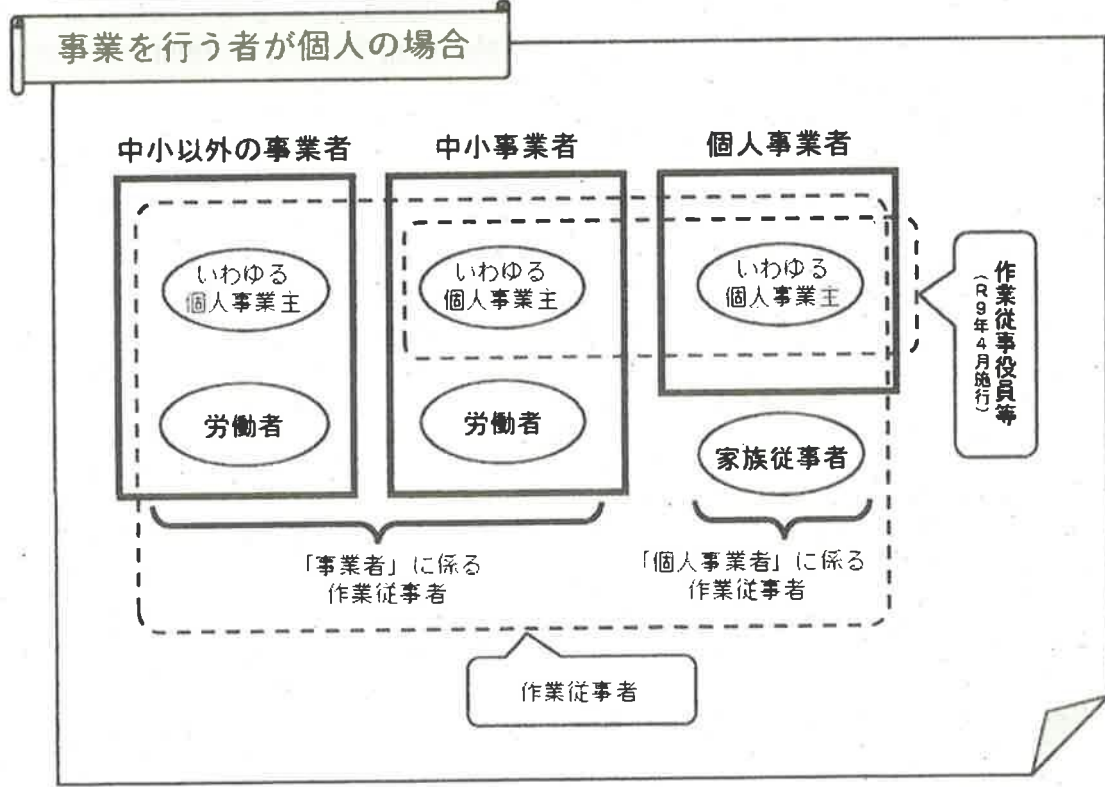 事業を行う者が個人の場合
中小以外の事業者
中小事業者
個人事業者
いわゆる
個人事業主
いわゆる
個人事業主
いわゆる
個人事業主
労働者
労働者
家族従事者
作業従事役員等
（R9年4月施行）
「事業者」に係る
作業従事者
「個人事業者」に係る
作業従事者
作業従事者